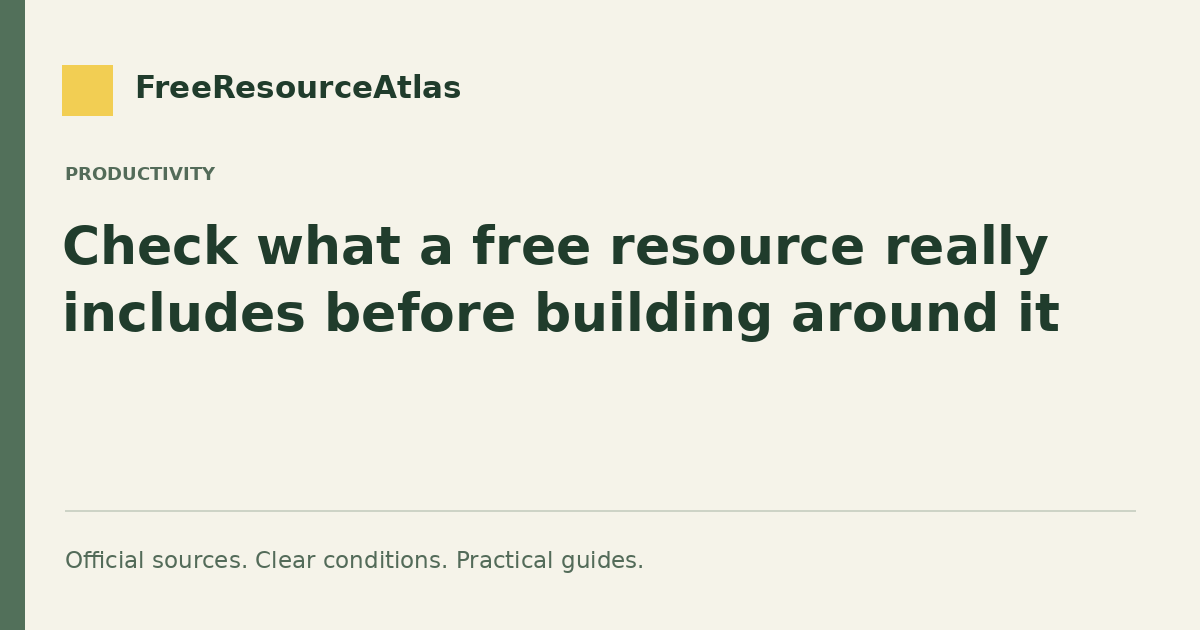 FreeResourceAtlas
PRODUCTIVITY
Check what a free resource really
includes before building around it
Official sources. Clear conditions. Practical guides.